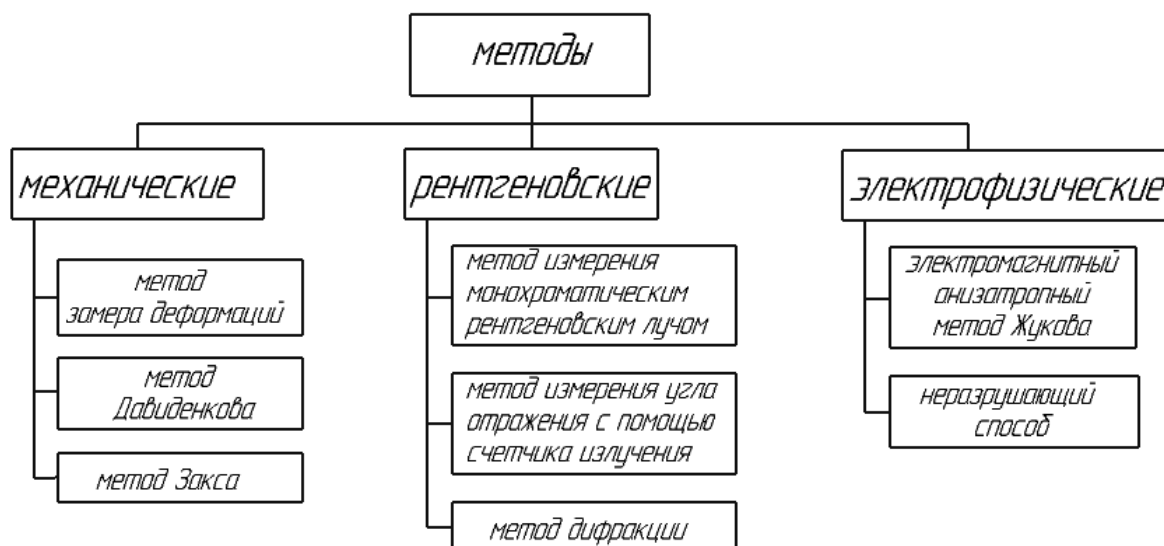 методы
механические
рентгеновские
электрофизические
метод
замера деформаций
метод
Давиденкова
метод Закса
метод измерения
монохроматическим
рентгеновским лучом
метод измерения угла
отражения с помощью
счетчика излучения
метод дифракции
электромагнитный
анизатропный
метод Жукова
неразрушающий
способ